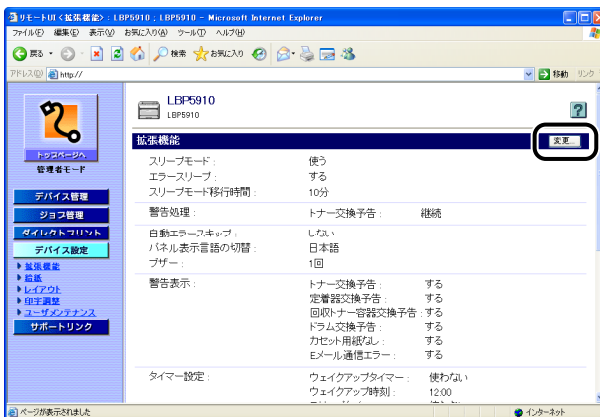 リモートUI <拡張機能> : LBP5910 ; LBP5910 - Microsoft Internet Explorer
ファイル(F) 編集(E) 表示(V) お気に入り(A) ツール(T) ヘルプ(H)
戻る 検索 お気に入り
アドレス(D) http:// 移動 リンク
LBP5910
LBP5910
トップページへ
管理者モード
デバイス管理
ジョブ管理
ダイレクトプリント
デバイス設定
拡張機能
給紙
レイアウト
印字調整
ユーザメンテナンス
サポートリンク
拡張機能 変更...
スリープモード : 使う
エラースリープ : する
スリープモード移行時間 : 10分
警告処理 : トナー交換予告 : 継続
自動エラースキップ : しない
パネル表示言語の切替 : 日本語
ブザー : 1回
警告表示 : トナー交換予告 : する
定着器交換予告 : する
回収トナー容器交換予告 : する
ドラム交換予告 : する
カセット用紙なし : する
Eメール通信エラー : する
タイマー設定 : ウェイクアップタイマー : 使わない
ウェイクアップ時刻 : 12:00
ページが表示されました インターネット